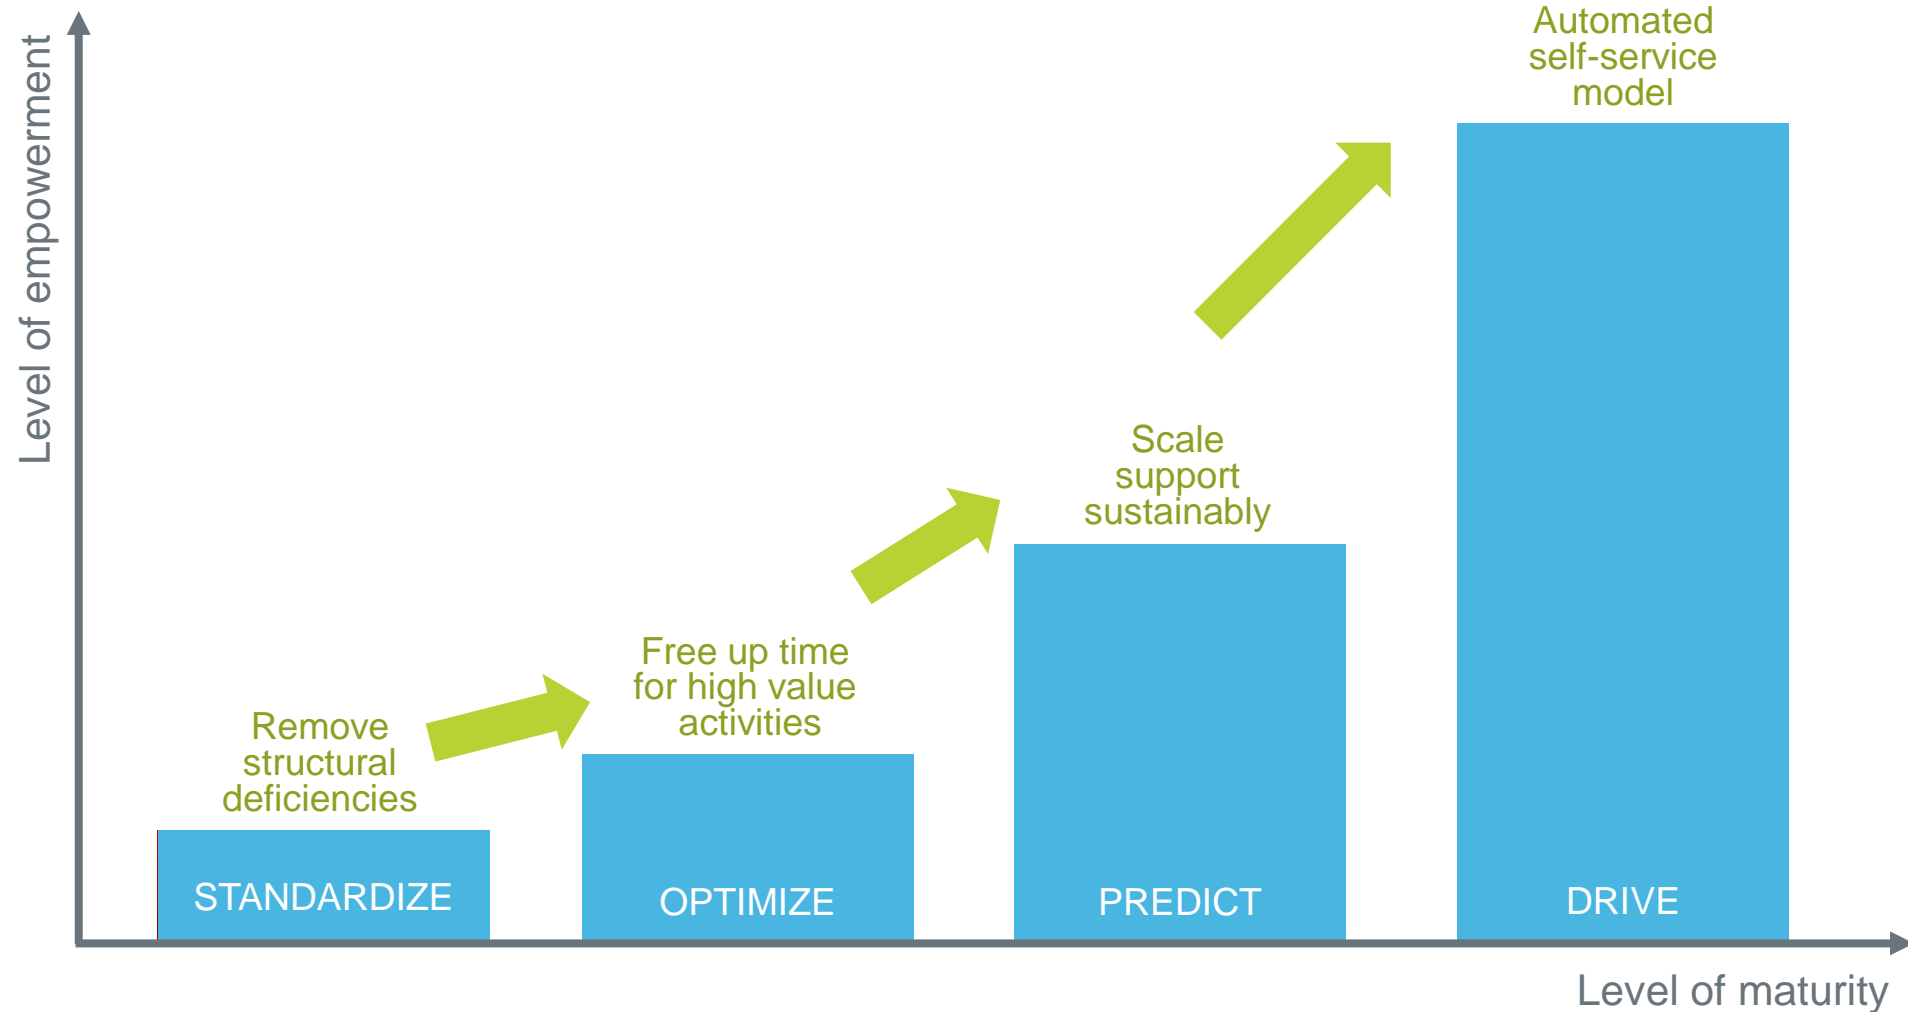 Level of empowerment
Automated
self-service
model
Scale
support
sustainably
Free up time
for high value
activities
Remove
structural
deficiencies
STANDARDIZE
OPTIMIZE
PREDICT
DRIVE
Level of maturity